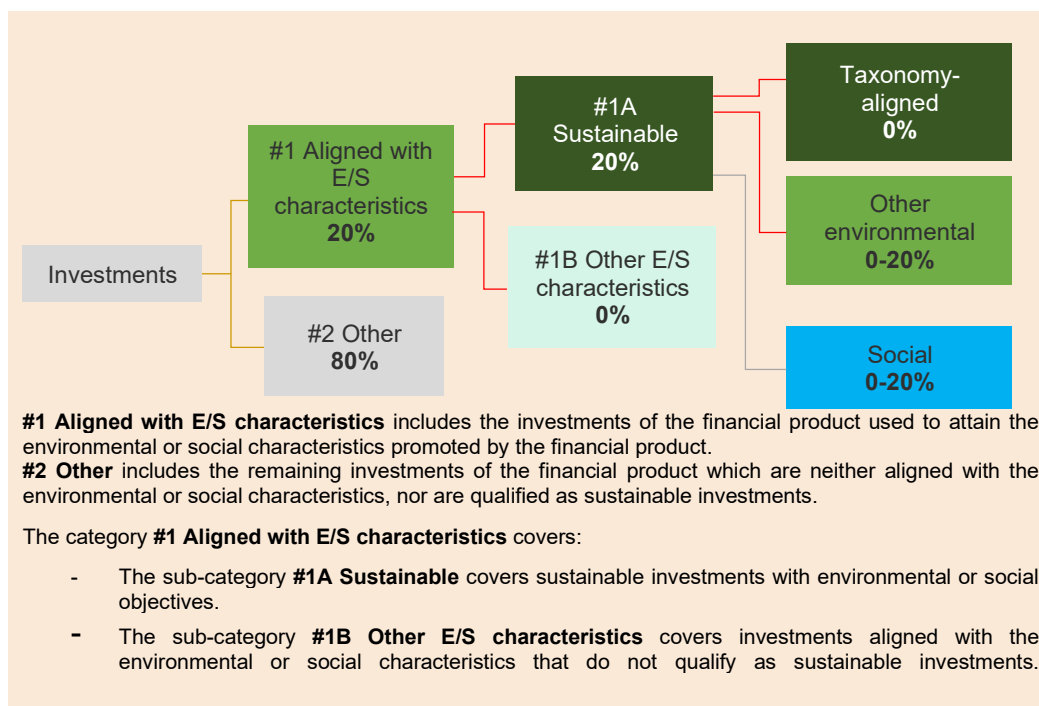 Investments
#1 Aligned with
E/S
characteristics
20%
#2 Other
80%
#1A
Sustainable
20%
#1B Other E/S
characteristics
0%
Taxonomy-
aligned
0%
Other
environmental
0-20%
Social
0-20%
#1 Aligned with E/S characteristics includes the investments of the financial product used to attain the
environmental or social characteristics promoted by the financial product.
#2 Other includes the remaining investments of the financial product which are neither aligned with the
environmental or social characteristics, nor are qualified as sustainable investments.
The category #1 Aligned with E/S characteristics covers:
- The sub-category #1A Sustainable covers sustainable investments with environmental or social
objectives.
- The sub-category #1B Other E/S characteristics covers investments aligned with the
environmental or social characteristics that do not qualify as sustainable investments.